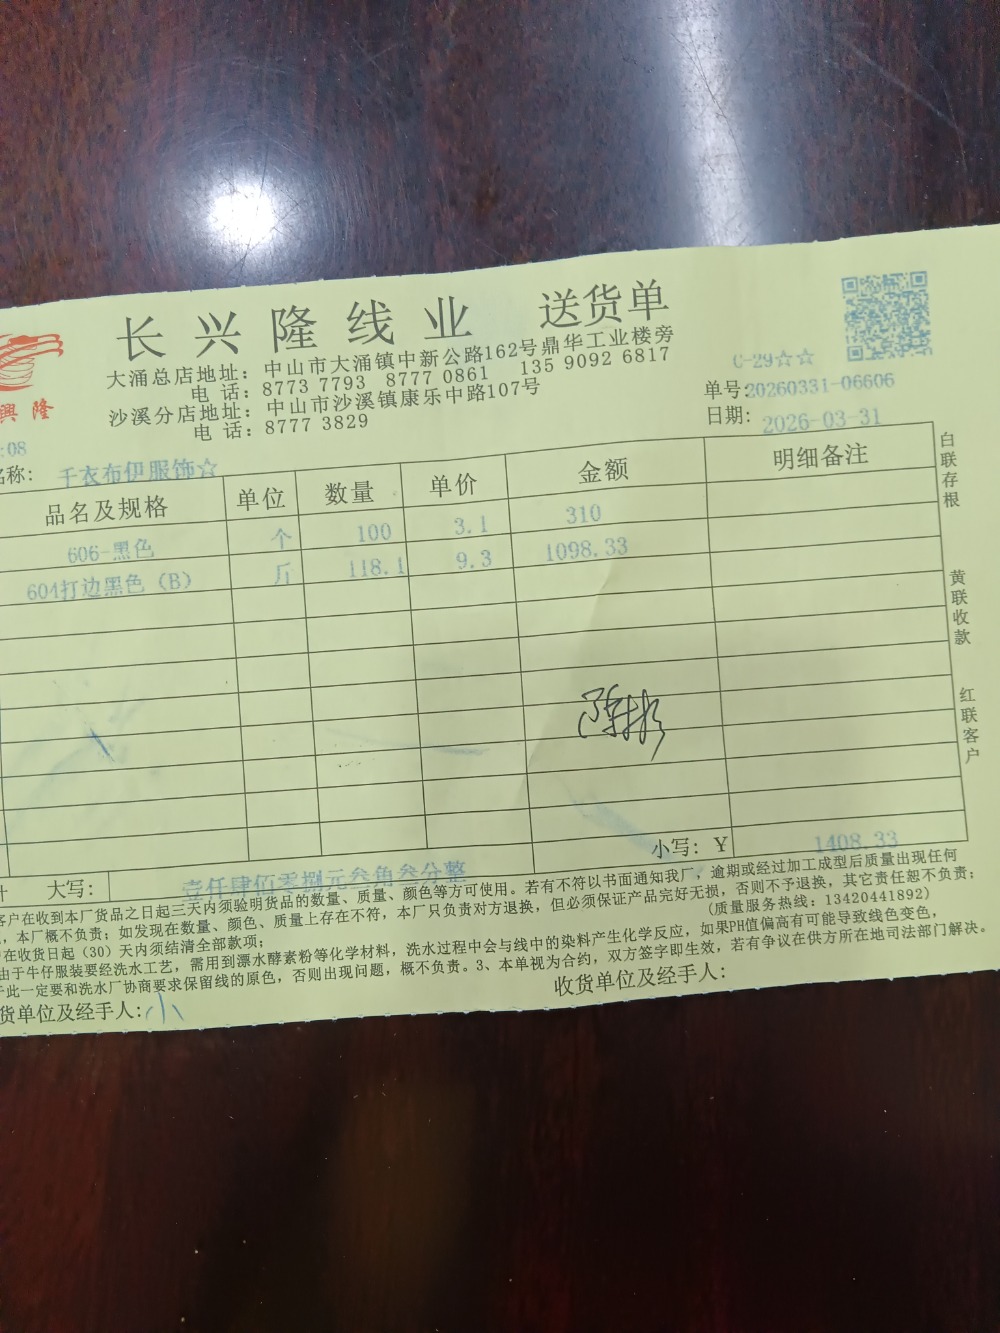 长兴隆线业 送货单
大涌总店地址：中山市大涌镇中新公路162号鼎华工业楼旁
电 话：8773 7793 8777 0861 135 9092 6817
沙溪分店地址：中山市沙溪镇康乐中路107号
电 话：8777 3829
興隆
C-29☆☆
单号:20260331-06606
日期: 2026-03-31
:08
名称: 千衣布伊服饰☆
品名及规格 单位 数量 单价 金额 明细备注
606-黑色 个 100 3.1 310
604打边黑色（B） 斤 118.1 9.3 1098.33
白联存根
黄联收款
红联客户
陈彬
大写: 壹仟肆佰零捌元叁角叁分整 小写: ￥ 1408.33
客户在收到本厂货品之日起三天内须验明货品的数量、质量、颜色等方可使用。若有不符以书面通知我厂。逾期或经过加工成型后质量出现任何
，本厂概不负责；如发现在数量、颜色、质量上存在不符，本厂只负责对方退换，但必须保证产品完好无损，否则不予退换，其它责任恕不负责；
在收货日起（30）天内须结清全部款项； (质量服务热线：13420441892)
由于牛仔服装要经洗水工艺，需用到漂水酵素粉等化学材料，洗水过程中会与线中的染料产生化学反应，如果PH值偏高有可能导致线色变色，
于此一定要和洗水厂协商要求保留线的原色，否则出现问题，概不负责。3、本单视为合约，双方签字即生效，若有争议在供方所在地司法部门解决。
货单位及经手人: 小 收货单位及经手人: